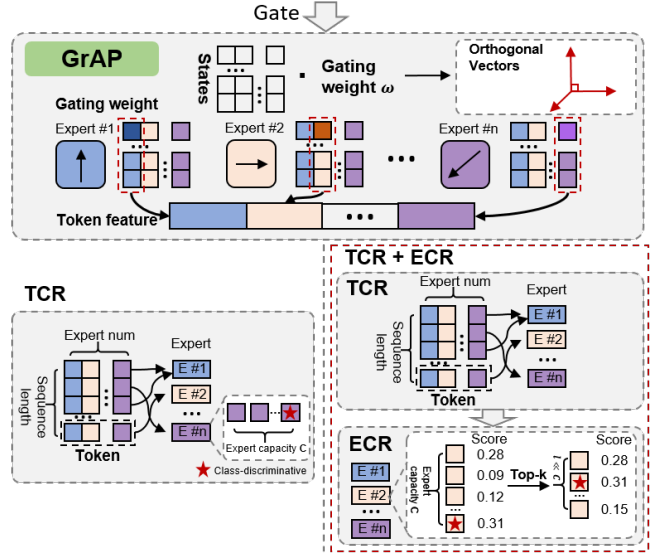 Gate
GrAP
States
Gating
weight ω
Orthogonal
Vectors
Gating weight
Expert #1
Expert #2
Expert #n
Token feature
TCR
Expert num
Expert
Sequence
length
E #1
E #2
E #n
Token
Expert capacity C
Class-discriminative
TCR + ECR
TCR
Expert num
Expert
Sequence
length
E #1
E #2
E #n
Token
ECR
E #1
E #2
E #n
Expert
capacity C
Score
0.28
0.09
0.12
0.31
Top-k
Score
0.28
0.31
0.15